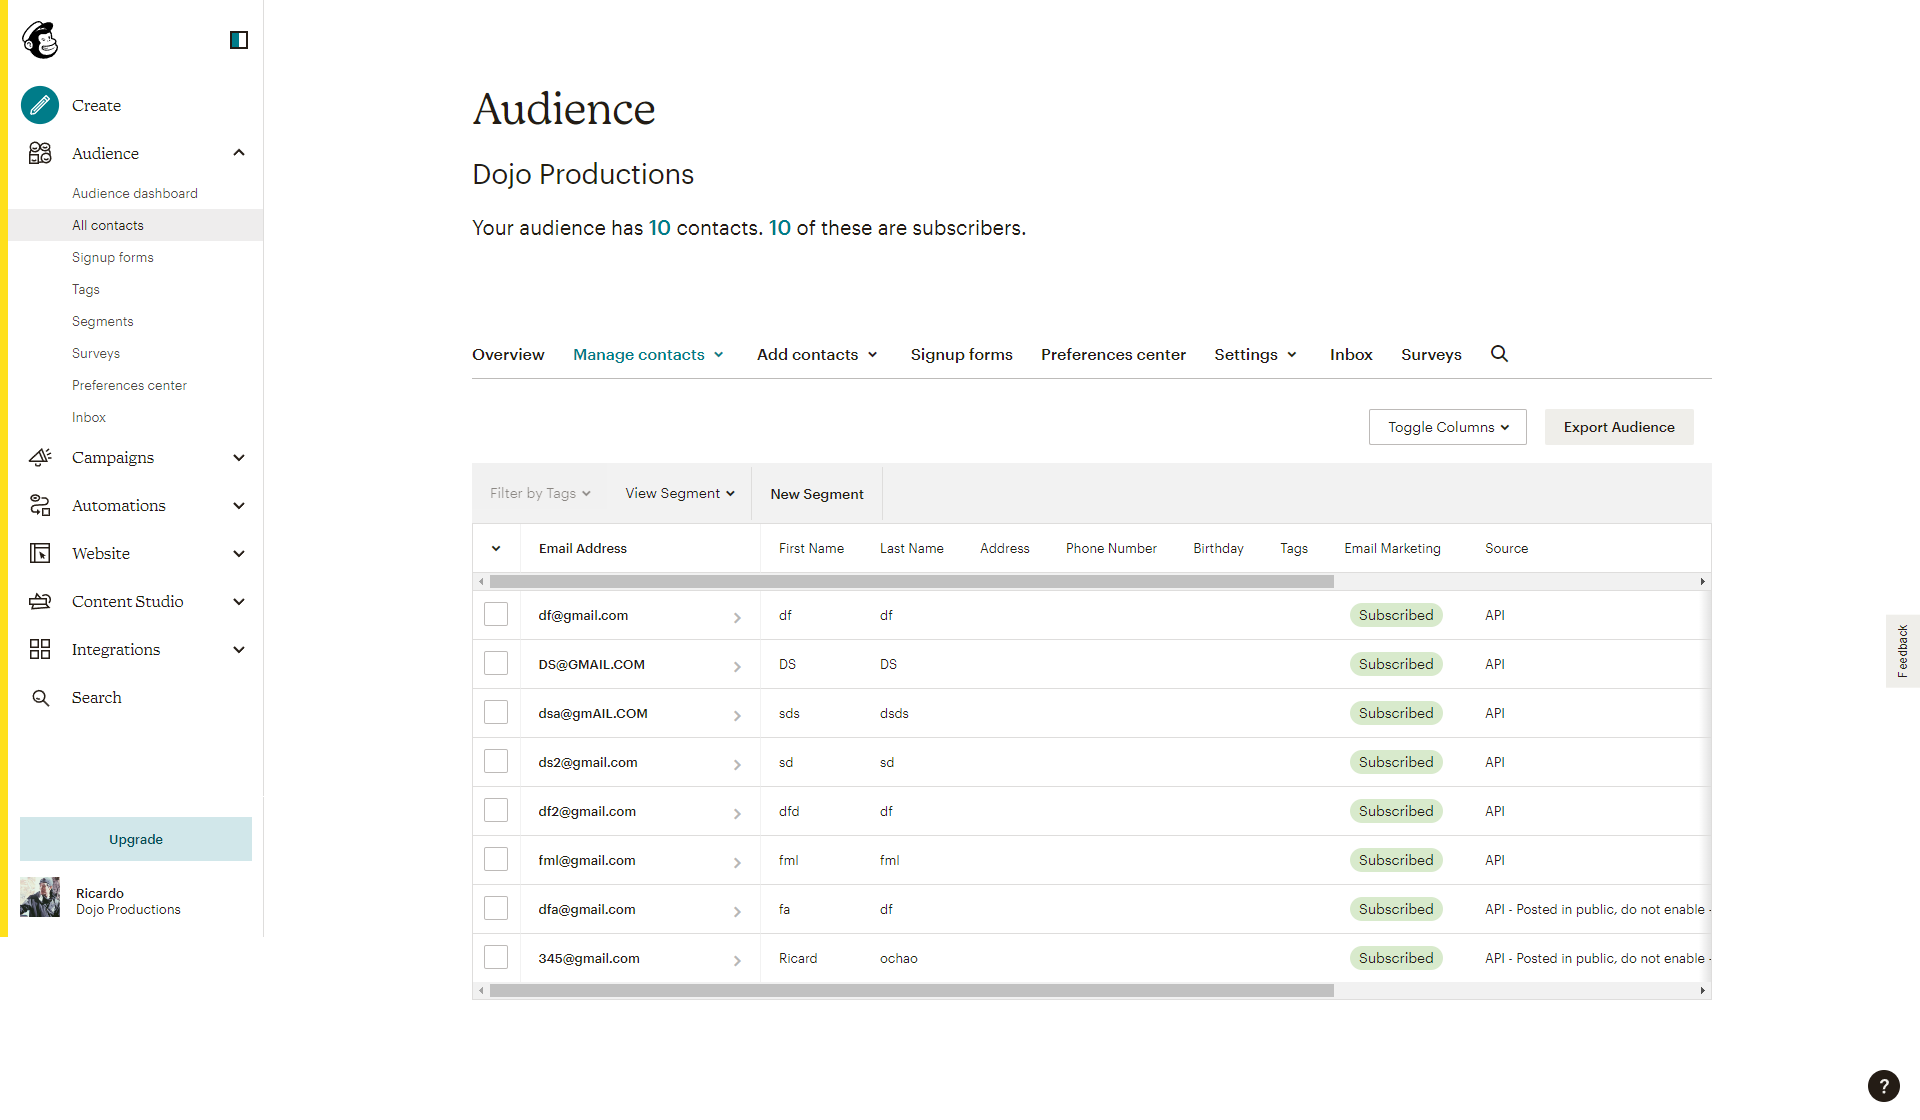 Create
Audience
Audience dashboard
All contacts
Signup forms
Tags
Segments
Surveys
Preferences center
Inbox
Campaigns
Automations
Website
Content Studio
Integrations
Search
Upgrade
Ricardo
Dojo Productions
Audience
Dojo Productions
Your audience has 10 contacts. 10 of these are subscribers.
Overview Manage contacts Add contacts Signup forms Preferences center Settings Inbox Surveys
Toggle Columns Export Audience
Filter by Tags View Segment New Segment
Email Address First Name Last Name Address Phone Number Birthday Tags Email Marketing Source
df@gmail.com df df Subscribed API
DS@GMAIL.COM DS DS Subscribed API
dsa@gmAIL.COM sds dsds Subscribed API
ds2@gmail.com sd sd Subscribed API
df2@gmail.com dfd df Subscribed API
fml@gmail.com fml fml Subscribed API
dfa@gmail.com fa df Subscribed API - Posted in public, do not enable -
345@gmail.com Ricard ochao Subscribed API - Posted in public, do not enable -
Feedback
?